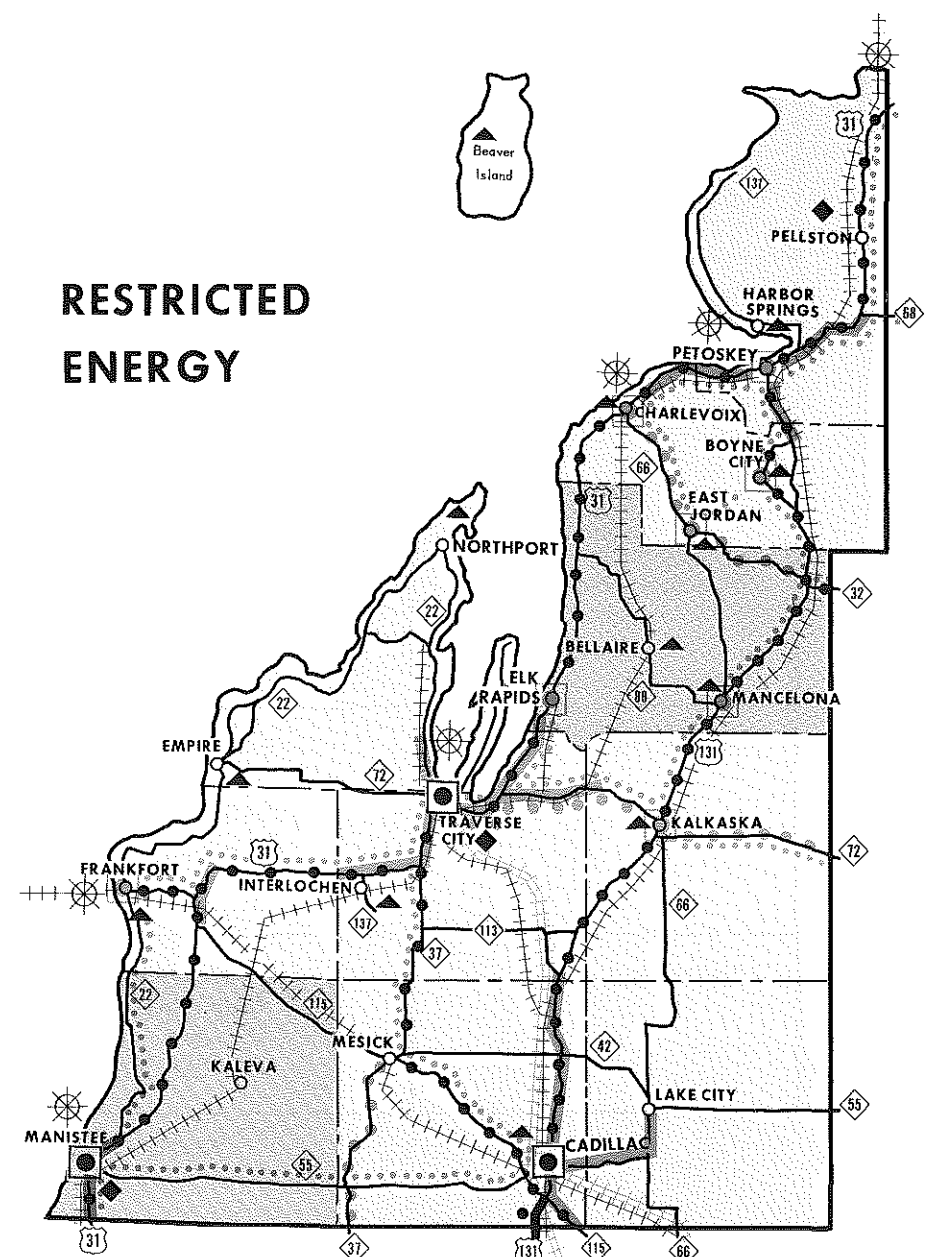 31
Beaver
Island
131
PELLSTON
RESTRICTED
ENERGY
HARBOR
SPRINGS
68
PETOSKEY
CHARLEVOIX
BOYNE
CITY
66
31
EAST
JORDAN
NORTHPORT
32
22
BELLAIRE
ELK
RAPIDS
88
MANCELONA
22
131
EMPIRE
72
TRAVERSE
CITY
KALKASKA
72
31
FRANKFORT
INTERLOCHEN
66
137
113
37
22
115
MESICK
42
KALEVA
LAKE CITY
55
MANISTEE
CADILLAC
55
31
37
131
115
66